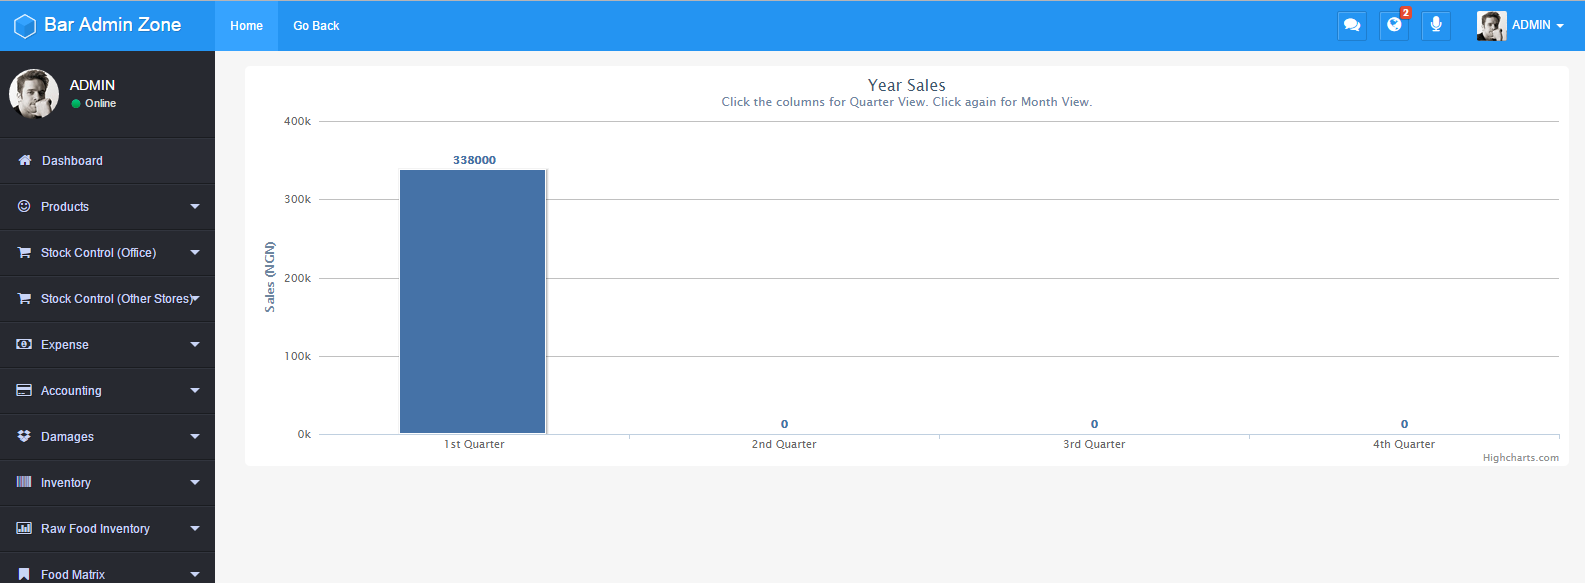 Bar Admin Zone
Home
Go Back
2
ADMIN
ADMIN
Online
Dashboard
Products
Stock Control (Office)
Stock Control (Other Stores)
Expense
Accounting
Damages
Inventory
Raw Food Inventory
Food Matrix
Year Sales
Click the columns for Quarter View. Click again for Month View.
Sales (NGN)
400k
300k
200k
100k
0k
338000
0
0
0
1st Quarter
2nd Quarter
3rd Quarter
4th Quarter
Highcharts.com